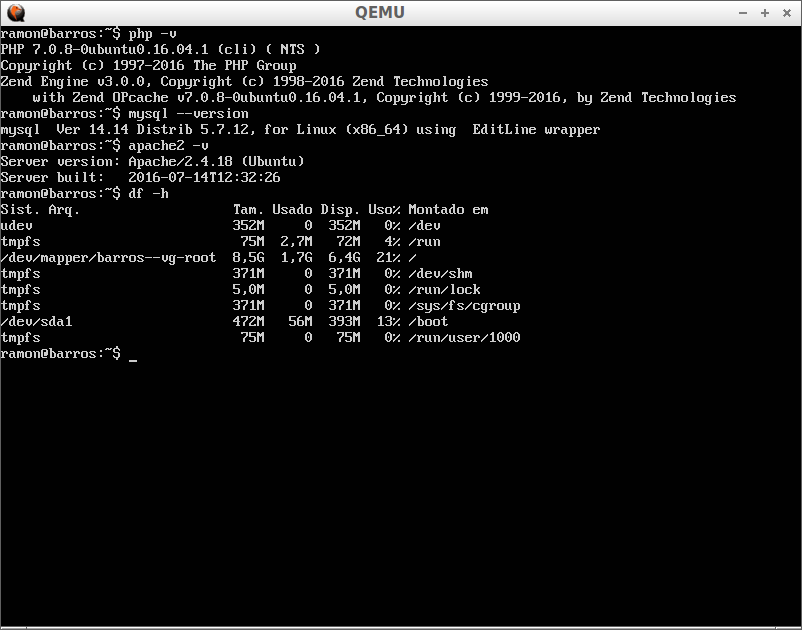 QEMU
ramon@barros:~$ php -v
PHP 7.0.8-0ubuntu0.16.04.1 (cli) ( NTS )
Copyright (c) 1997-2016 The PHP Group
Zend Engine v3.0.0, Copyright (c) 1998-2016 Zend Technologies
    with Zend OPcache v7.0.8-0ubuntu0.16.04.1, Copyright (c) 1999-2016, by Zend Technologies
ramon@barros:~$ mysql --version
mysql  Ver 14.14 Distrib 5.7.12, for Linux (x86_64) using  EditLine wrapper
ramon@barros:~$ apache2 -v
Server version: Apache/2.4.18 (Ubuntu)
Server built:   2016-07-14T12:32:26
ramon@barros:~$ df -h
Sist. Arq.                   Tam. Usado Disp. Uso% Montado em
udev                         352M     0  352M   0% /dev
tmpfs                         75M  2,7M   72M   4% /run
/dev/mapper/barros--vg-root  8,5G  1,7G  6,4G  21% /
tmpfs                        371M     0  371M   0% /dev/shm
tmpfs                        5,0M     0  5,0M   0% /run/lock
tmpfs                        371M     0  371M   0% /sys/fs/cgroup
/dev/sda1                    472M   56M  393M  13% /boot
tmpfs                         75M     0   75M   0% /run/user/1000
ramon@barros:~$ _